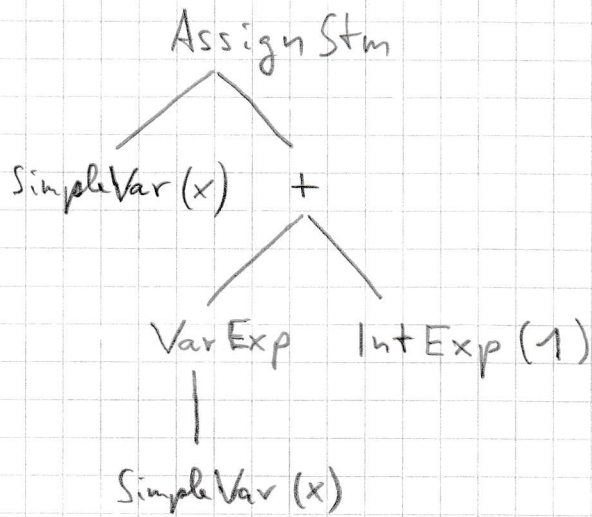 AssignStm
SimpleVar (x) +
VarExp IntExp (1)
SimpleVar (x)